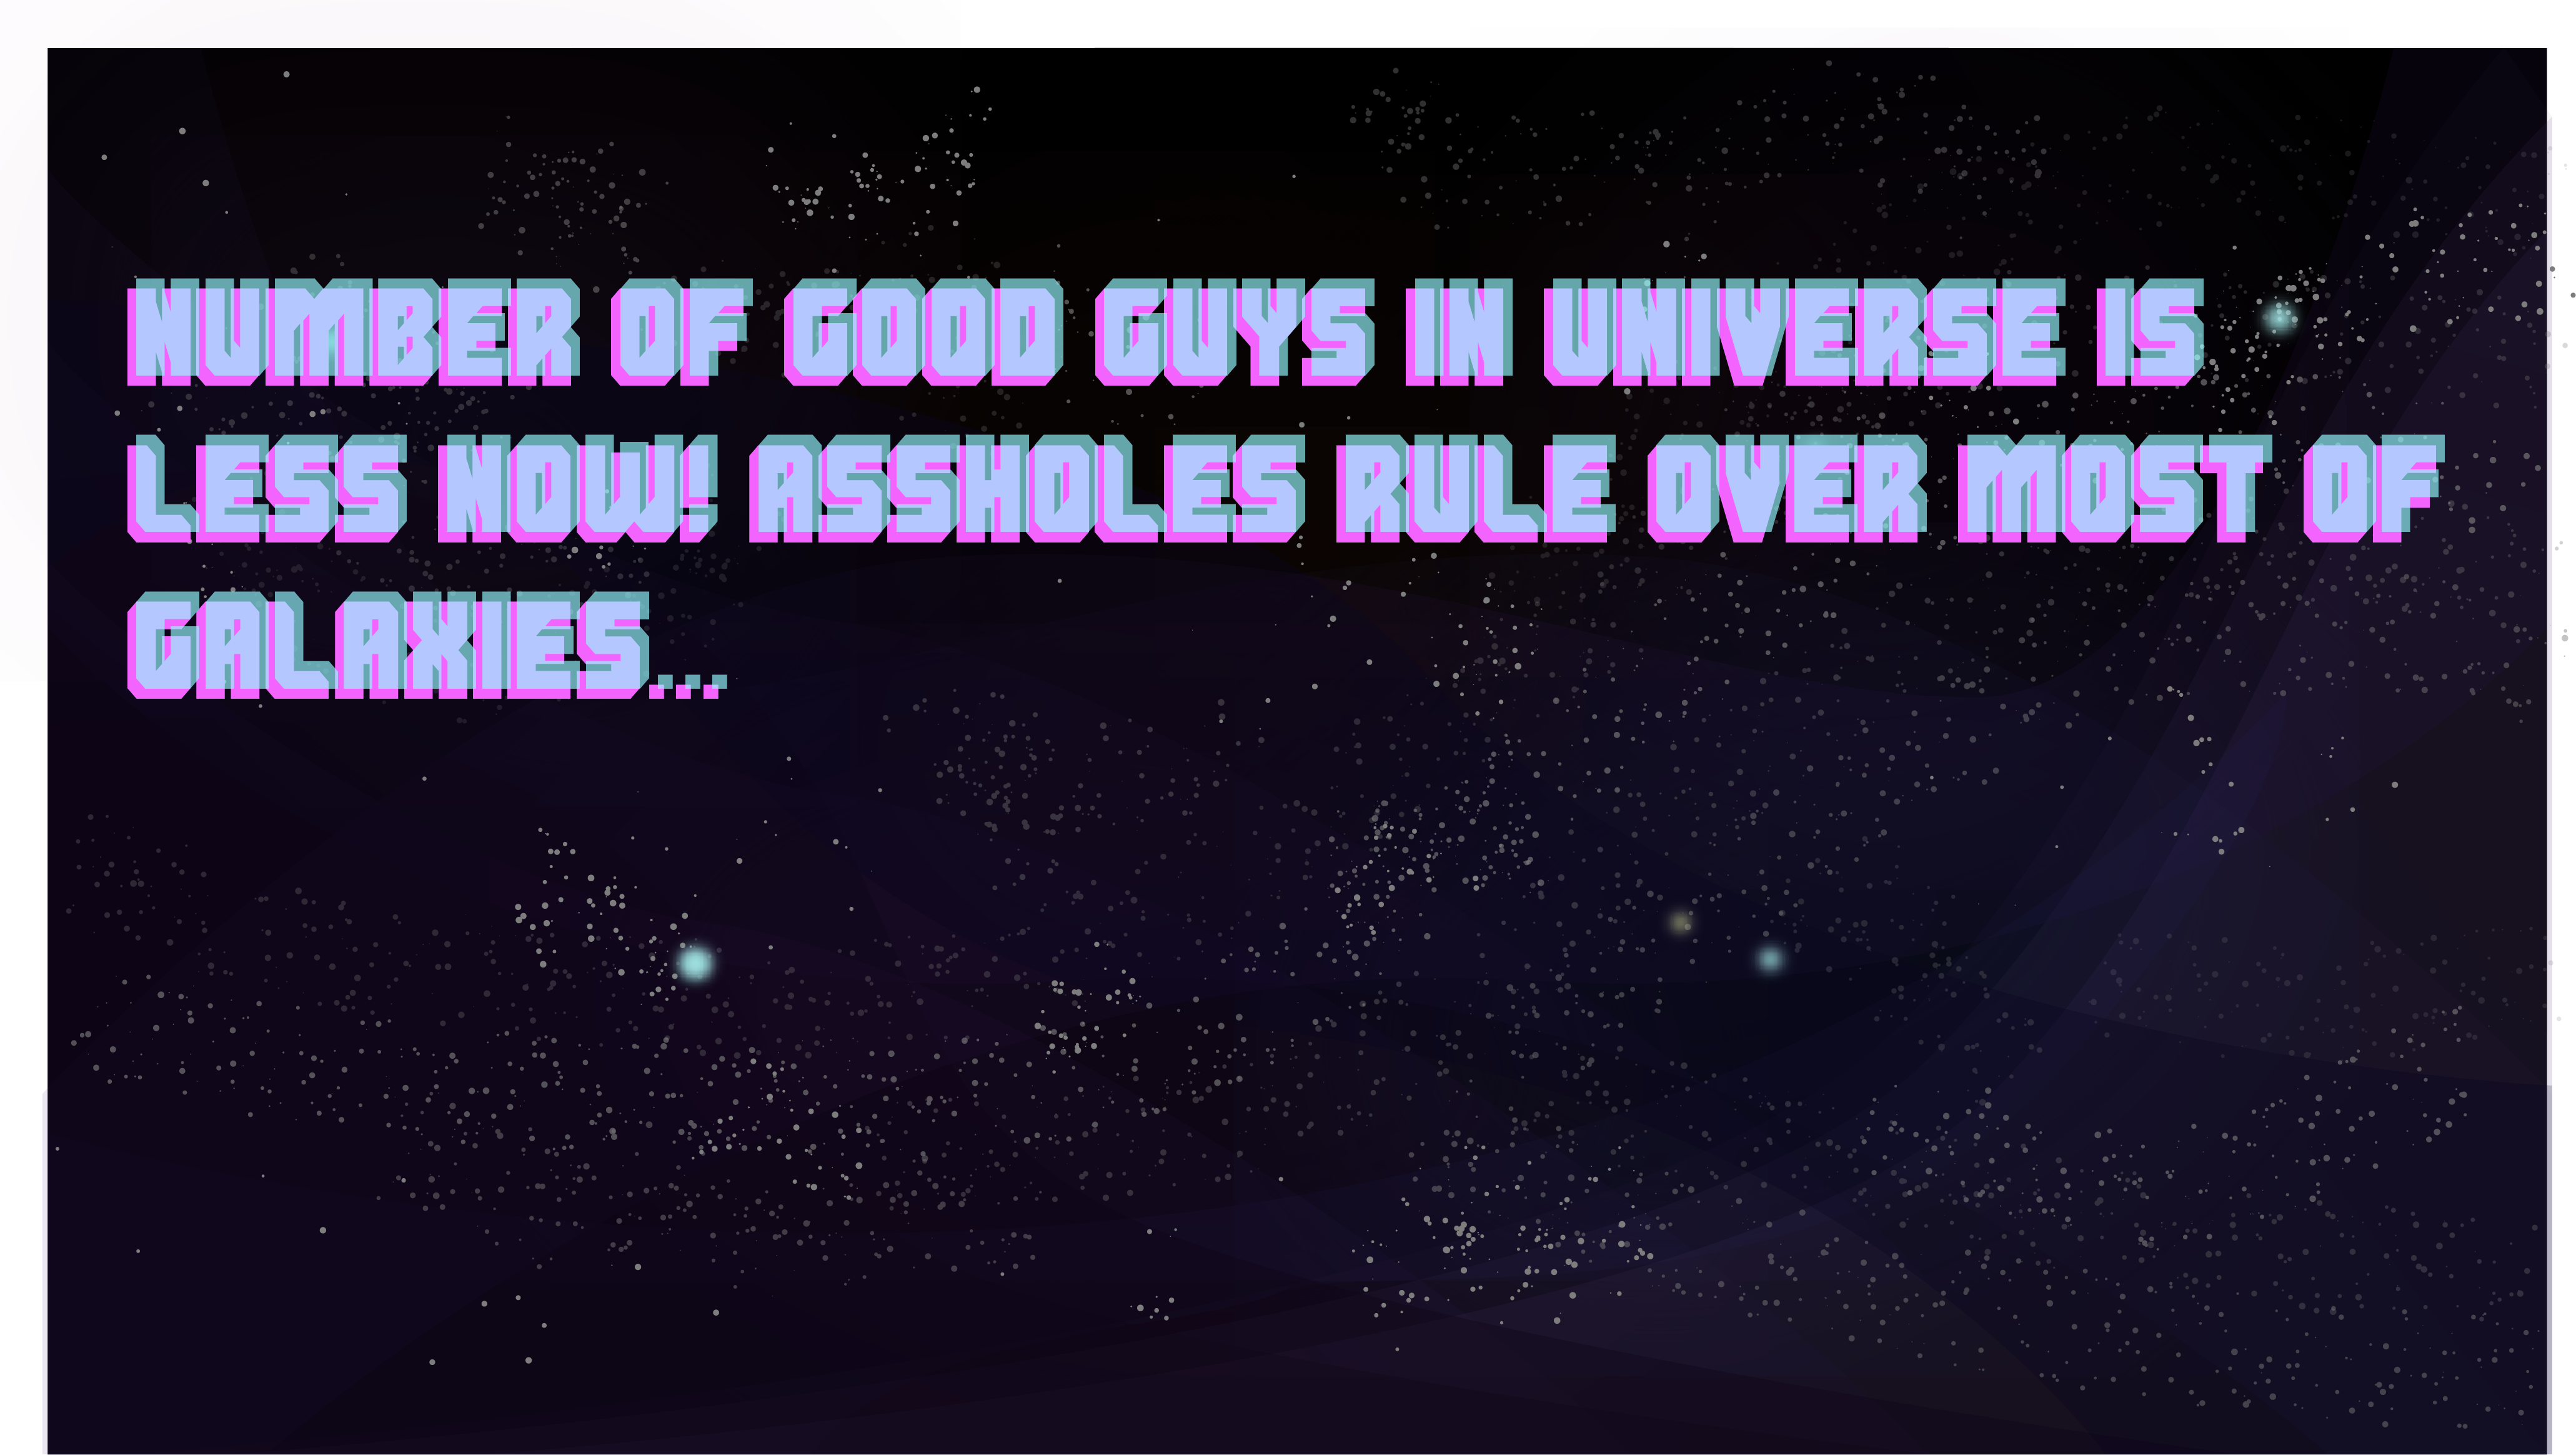 NUMBER OF GOOD GUYS IN UNIVERSE IS
LESS NOW! ASSHOLES RULE OVER MOST OF
GALAXIES...